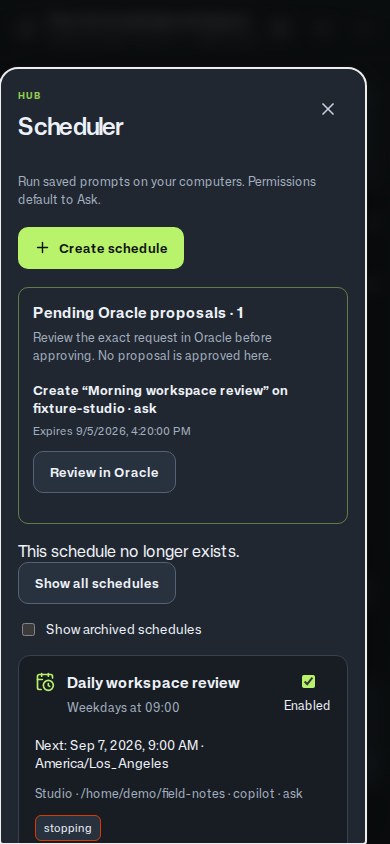 HUB
Scheduler
Run saved prompts on your computers. Permissions
default to Ask.
Create schedule
Pending Oracle proposals · 1
Review the exact request in Oracle before
approving. No proposal is approved here.
Create “Morning workspace review” on
fixture-studio · ask
Expires 9/5/2026, 4:20:00 PM
Review in Oracle
This schedule no longer exists.
Show all schedules
Show archived schedules
Daily workspace review
Weekdays at 09:00
Enabled
Next: Sep 7, 2026, 9:00 AM ·
America/Los_Angeles
Studio · /home/demo/field-notes · copilot · ask
stopping